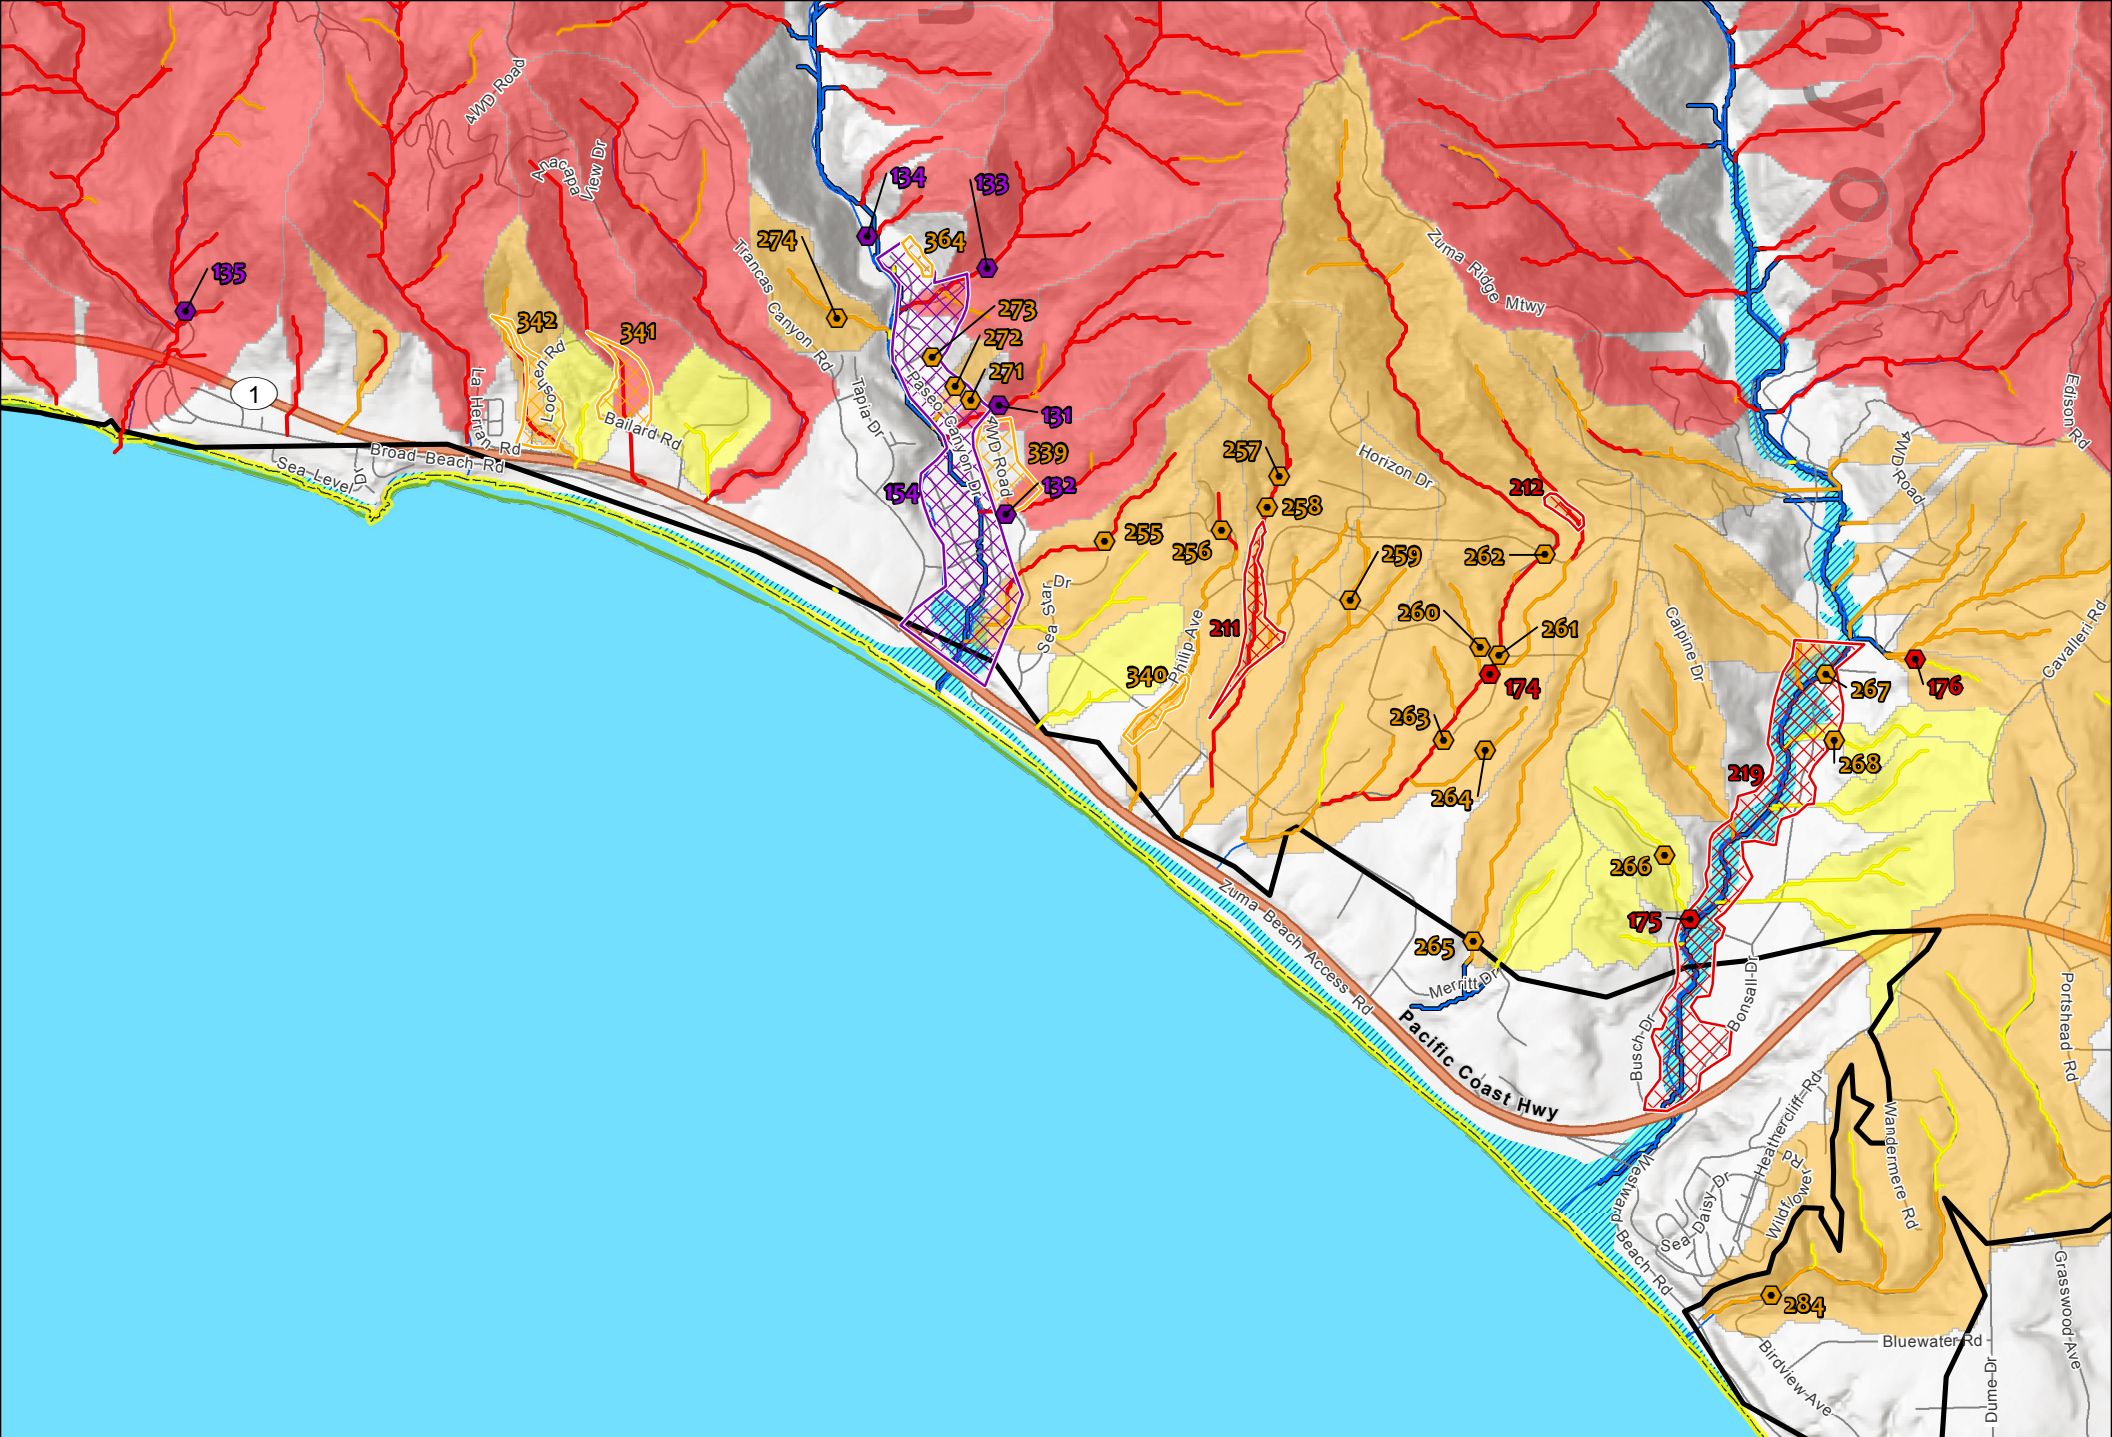 n
nyon
4WD Road
Anacapa
View Dr
134
133
274
364
135
Trancas Canyon Rd
Zuma Ridge Mtwy
342
341
273
272
271
1
La Herran Rd
Loosen Rd
Bailard Rd
Broad Beach Rd
Sea Level
Dr
Tapia Dr
Paseo Canyon Dr
4WD Road
131
339
132
154
257
258
256
255
Horizon Dr
212
259
262
Edison Rd
4WD Road
Sea Star Dr
260
261
211
174
Philip Ave
340
Calpine Dr
Cavalleri Rd
267
176
263
264
219
268
266
175
265
Zuma Beach Access Rd
Merritt Dr
Pacific Coast Hwy
Busch Dr
Bonsall Dr
Portshead Rd
Heathercliff Rd
Wandermere Rd
Wildflower Rd
Sea Daisy Dr
Westward Beach Rd
284
Bluewater Rd
Birdview Ave
Dume Dr
Grasswood Ave